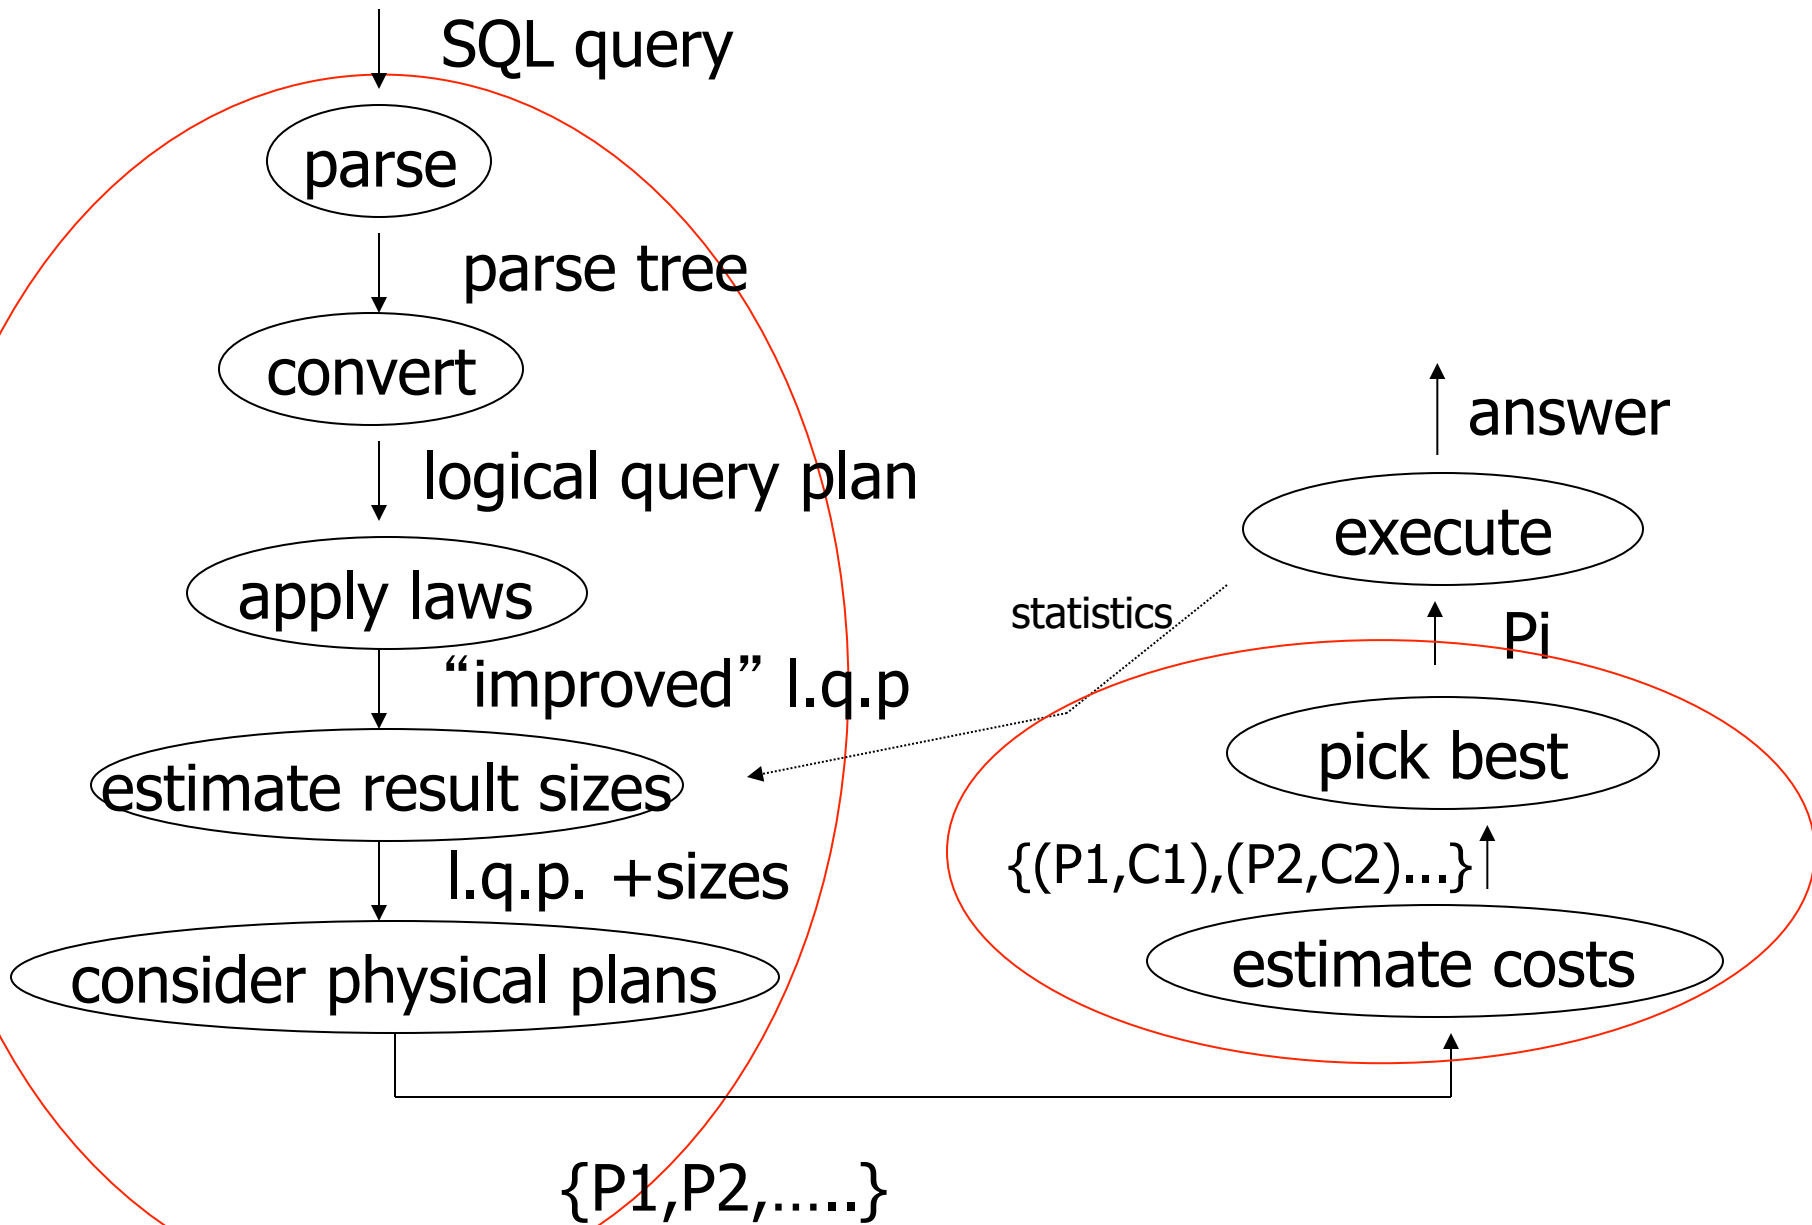 SQL query
parse
parse tree
convert
logical query plan
apply laws
“improved” l.q.p
estimate result sizes
l.q.p. +sizes
consider physical plans
{P1,P2,…..}
estimate costs
{(P1,C1),(P2,C2)...}
pick best
Pi
execute
statistics
answer